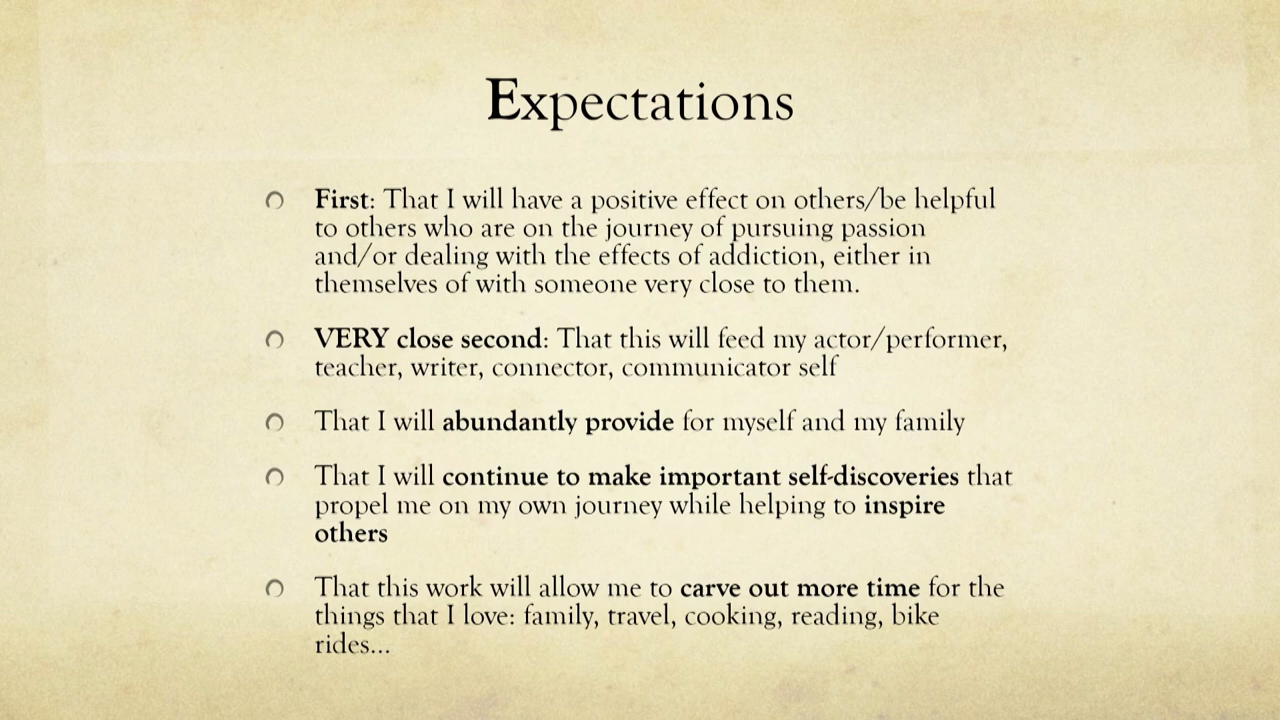 Expectations
First: That I will have a positive effect on others/be helpful
to others who are on the journey of pursuing passion
and/or dealing with the effects of addiction, either in
themselves of with someone very close to them.
VERY close second: That this will feed my actor/performer,
teacher, writer, connector, communicator self
That I will abundantly provide for myself and my family
That I will continue to make important self-discoveries that
propel me on my own journey while helping to inspire
others
That this work will allow me to carve out more time for the
things that I love: family, travel, cooking, reading, bike
rides...